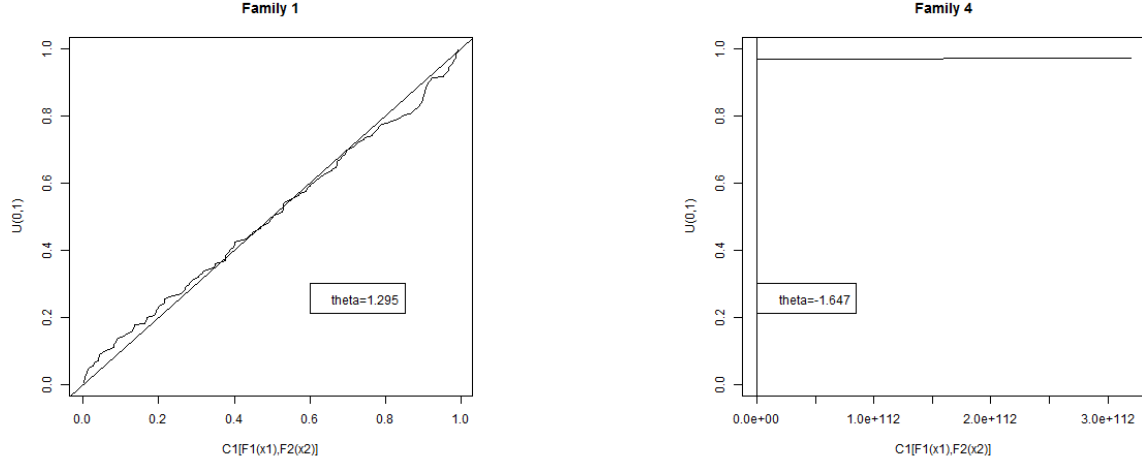 Family 1
U(0,1)
1.0
0.8
0.6
0.4
0.2
0.0
theta=1.295
0.0 0.2 0.4 0.6 0.8 1.0
C1[F1(x1),F2(x2)]
Family 4
U(0,1)
1.0
0.8
0.6
0.4
0.2
0.0
theta=-1.647
0.0e+00 1.0e+112 2.0e+112 3.0e+112
C1[F1(x1),F2(x2)]